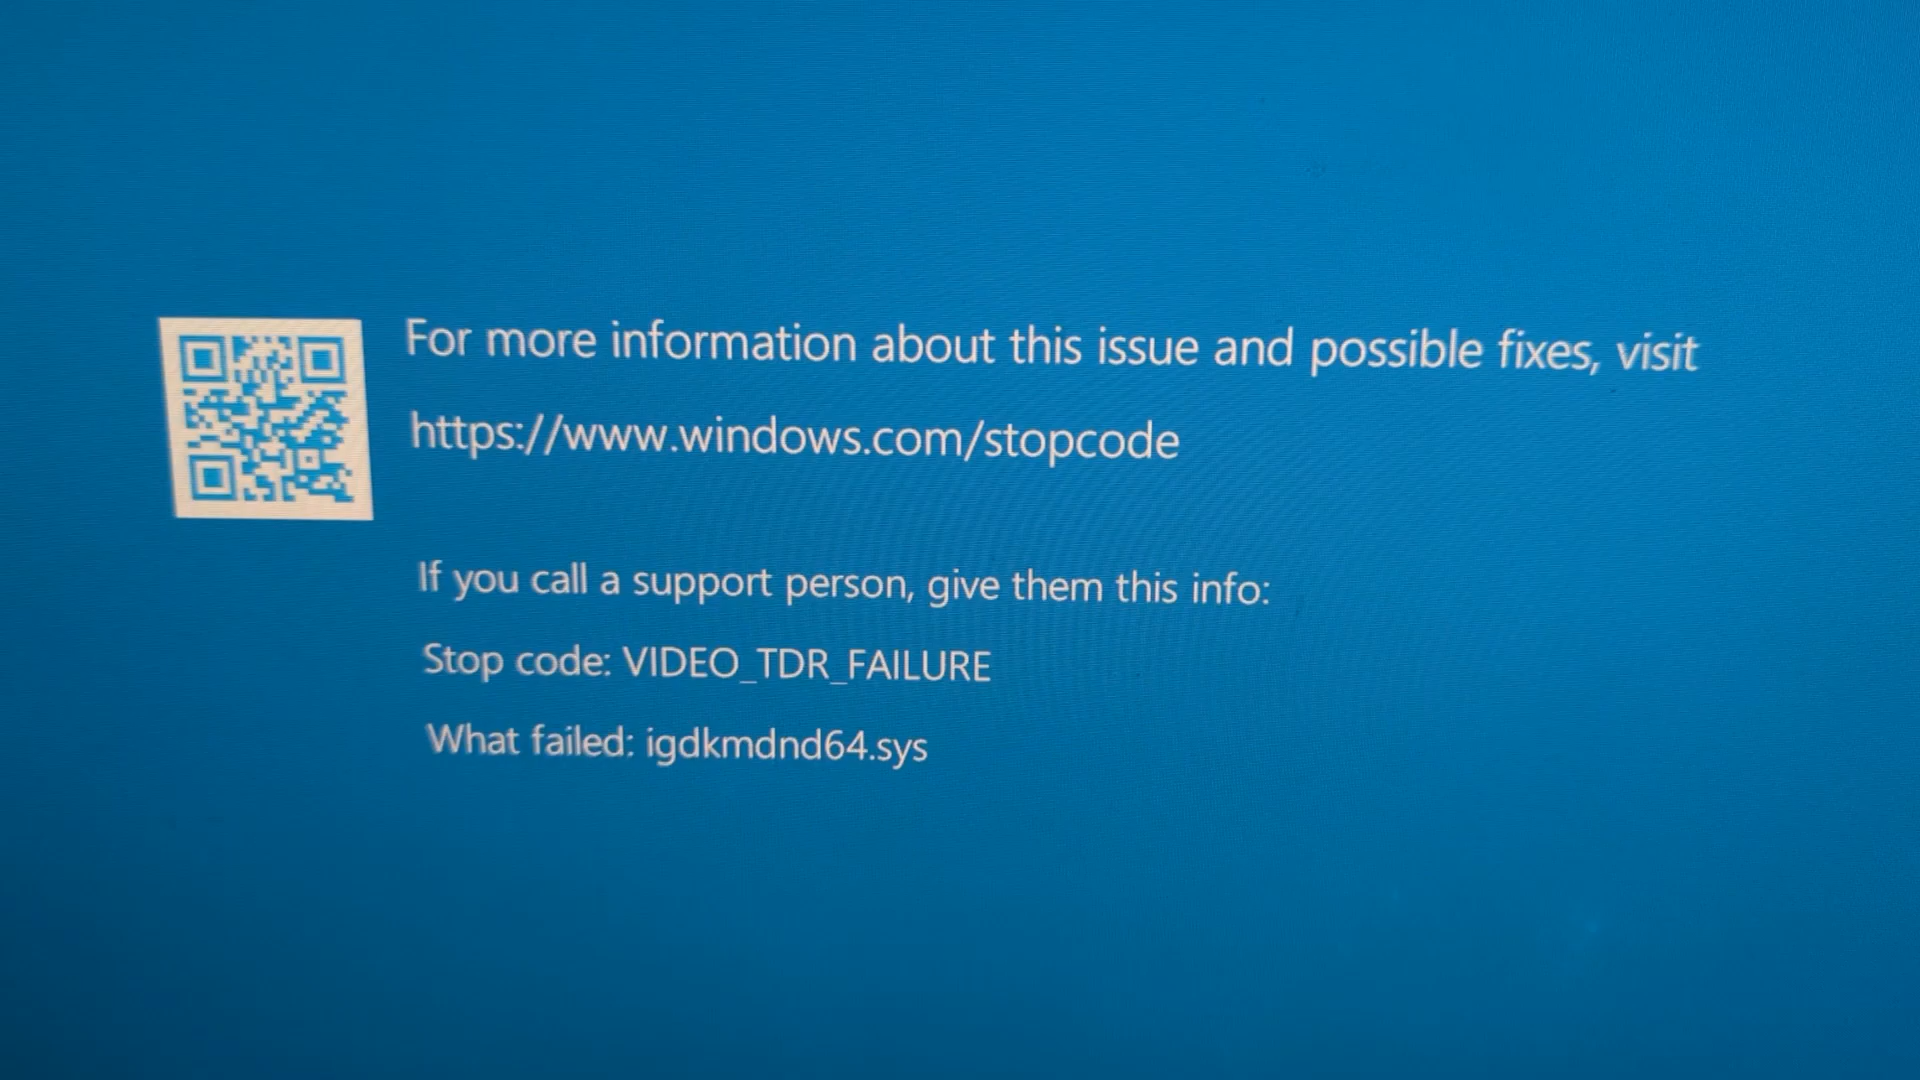 For more information about this issue and possible fixes, visit
https://www.windows.com/stopcode
If you call a support person, give them this info:
Stop code: VIDEO_TDR_FAILURE
What failed: igdkmdnd64.sys